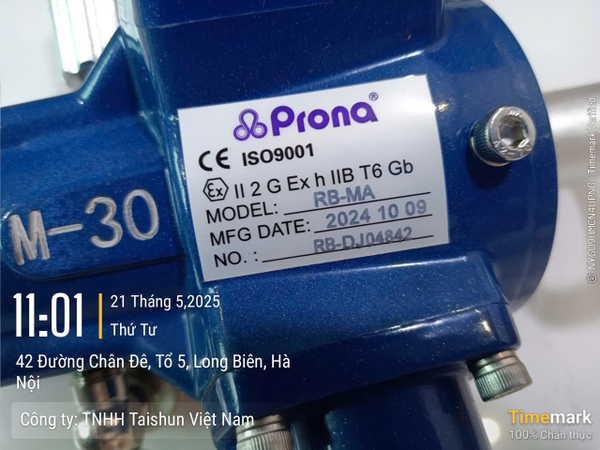 Prona®
CE ISO9001
Ex II 2 G Ex h IIB T6 Gb
MODEL: RB-MA
MFG DATE: 2024 10 09
NO. : RB-DJ04842
M-30
11:01
21 Tháng 5,2025
Thứ Tư
42 Đường Chân Đê, Tổ 5, Long Biên, Hà
Nội
Công ty: TNHH Taishun Việt Nam
Timemark
100% Chân thực